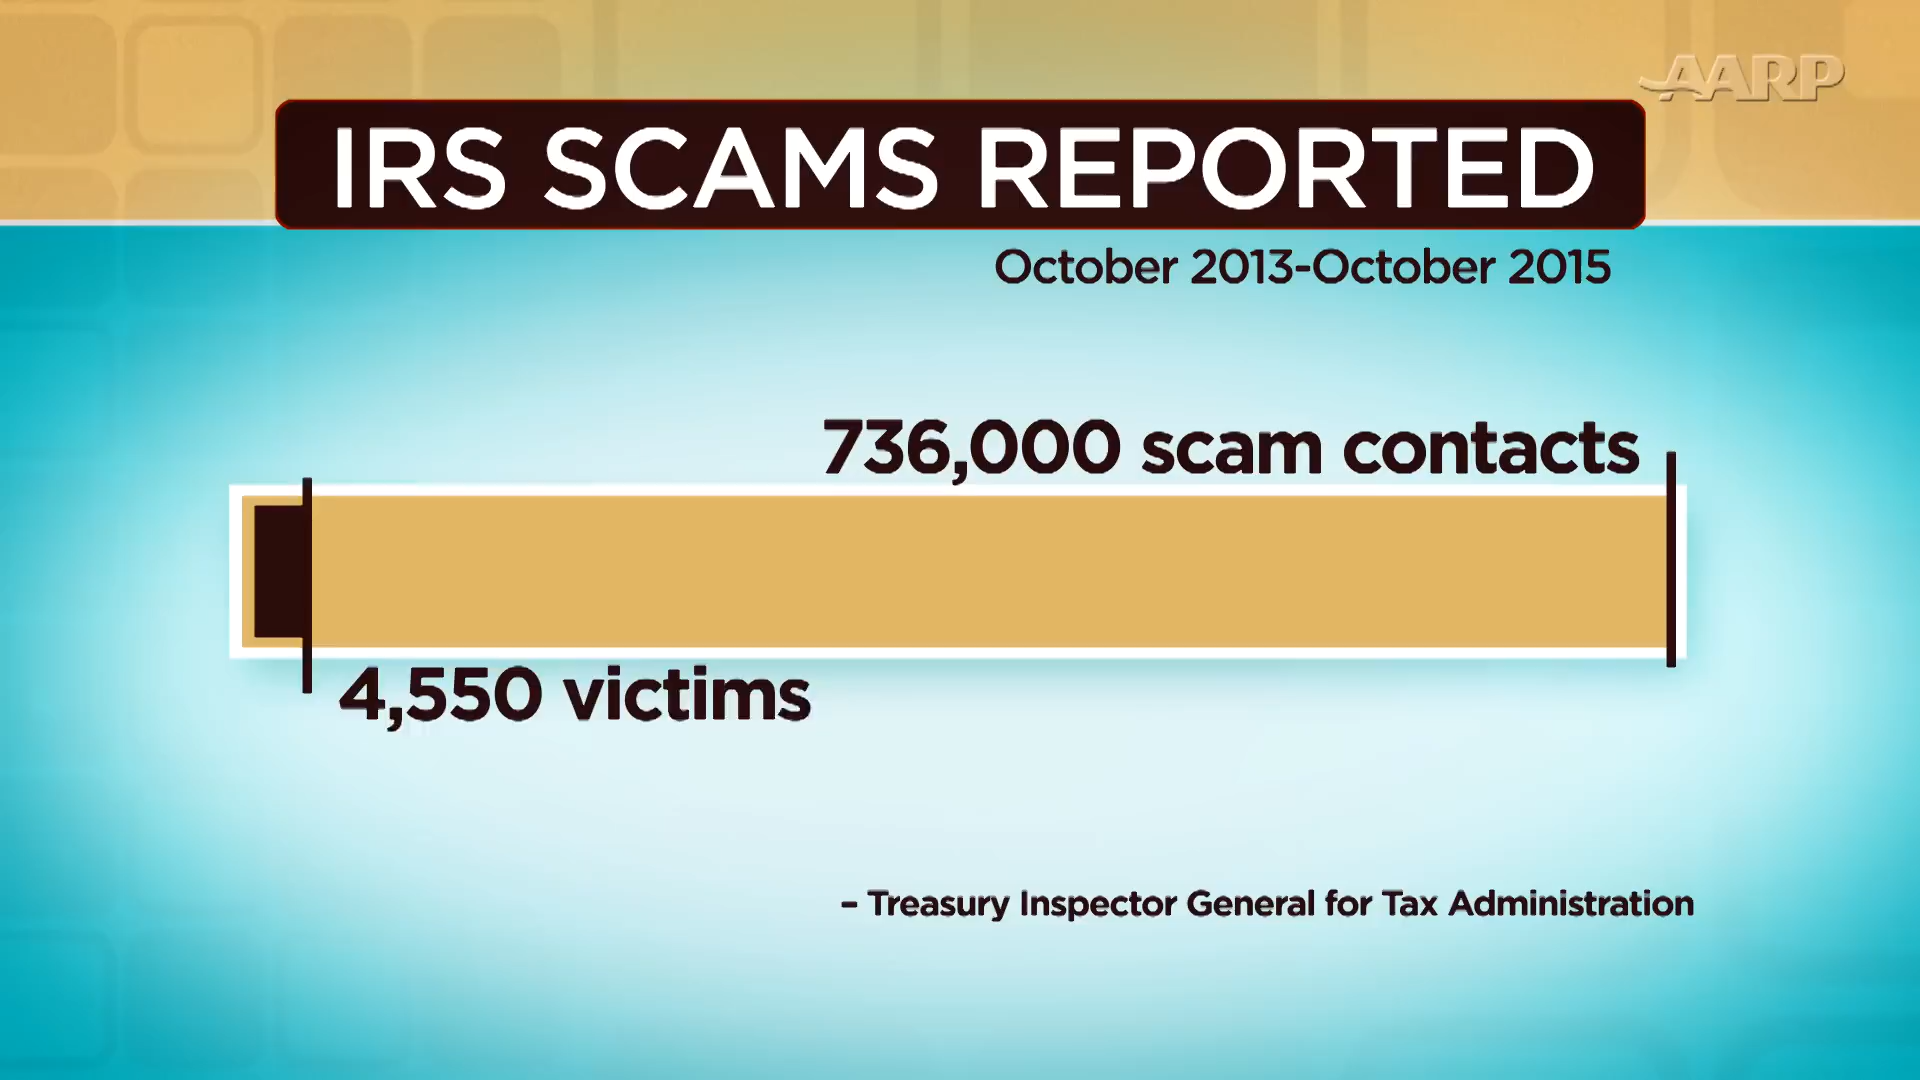 AARP
IRS SCAMS REPORTED
October 2013-October 2015
736,000 scam contacts
4,550 victims
– Treasury Inspector General for Tax Administration